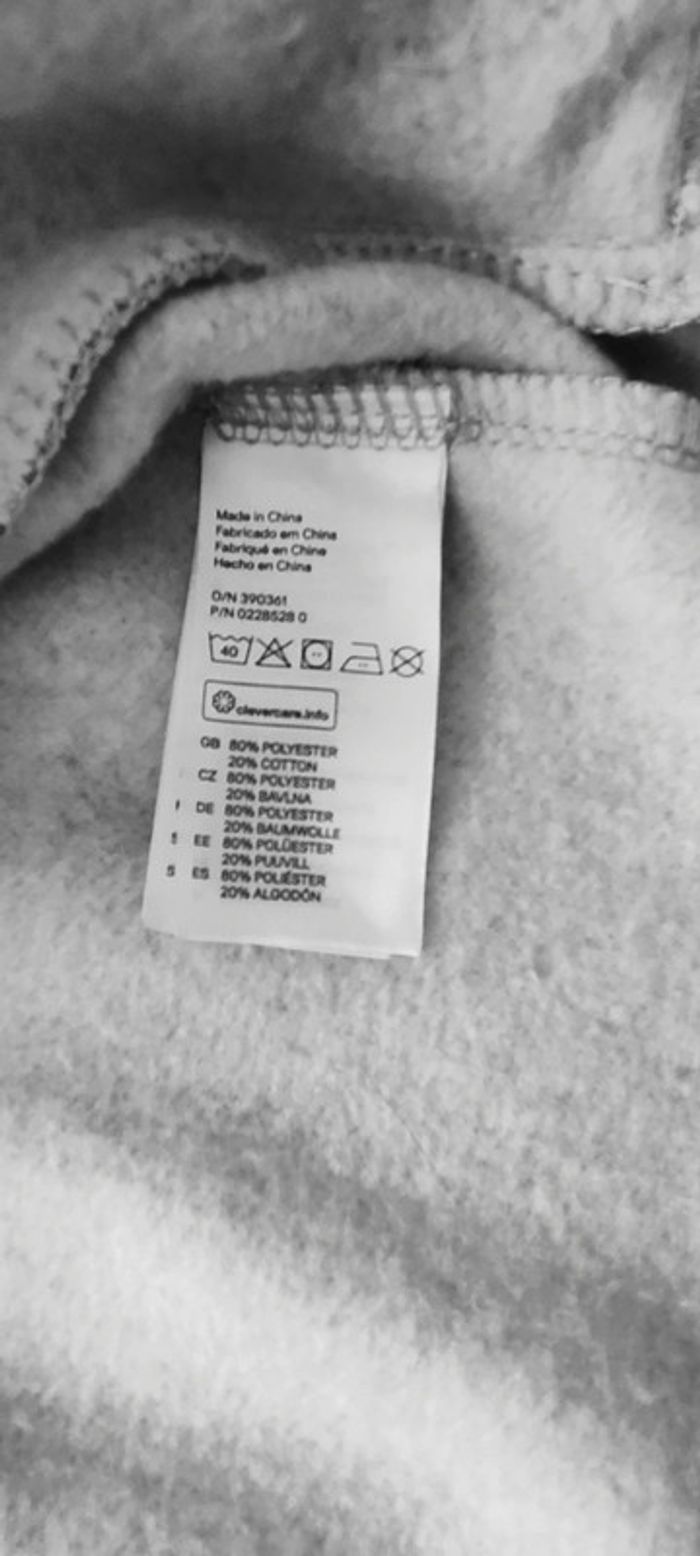 Made in China
Fabricado em China
Fabriqué en Chine
Hecho en China
O/N 390361
P/N 0228528 0
40
clevercare.info
GB 80% POLYESTER
20% COTTON
CZ 80% POLYESTER
20% BAVLNA
DE 80% POLYESTER
20% BAUMWOLLE
EE 80% POLÜESTER
20% PUUVILL
ES 80% POLIÉSTER
20% ALGODÓN